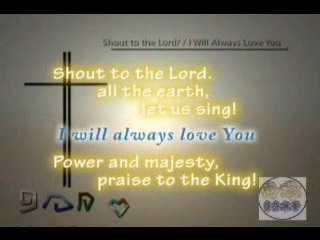 Shout to the Lord/ / I Will Always Love You
Shout to the Lord.
all the earth,
let us sing!
I will always love You
Power and majesty,
praise to the King!